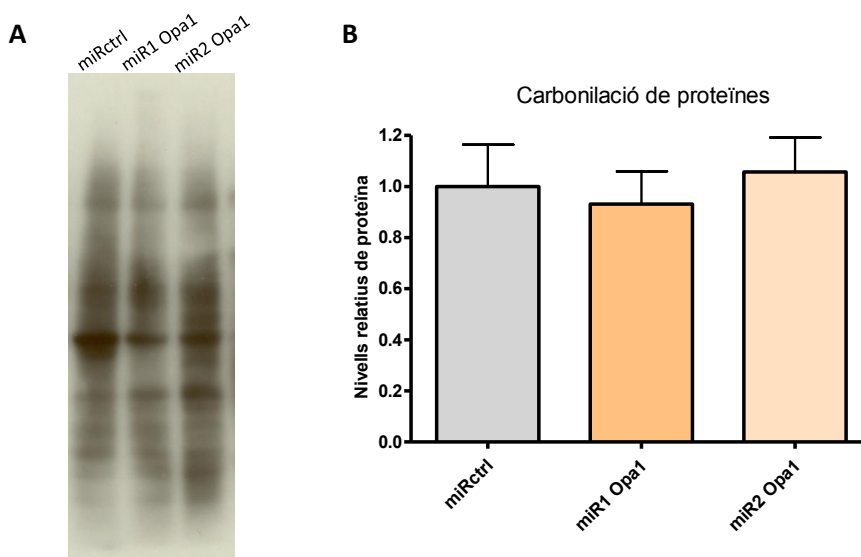 A
miRctrl
miR1 Opa1
miR2 Opa1
B
Carbonilació de proteïnes
Nivells relatius de proteïna
1.2
1.0
0.8
0.6
0.4
0.2
0.0
miRctrl
miR1 Opa1
miR2 Opa1